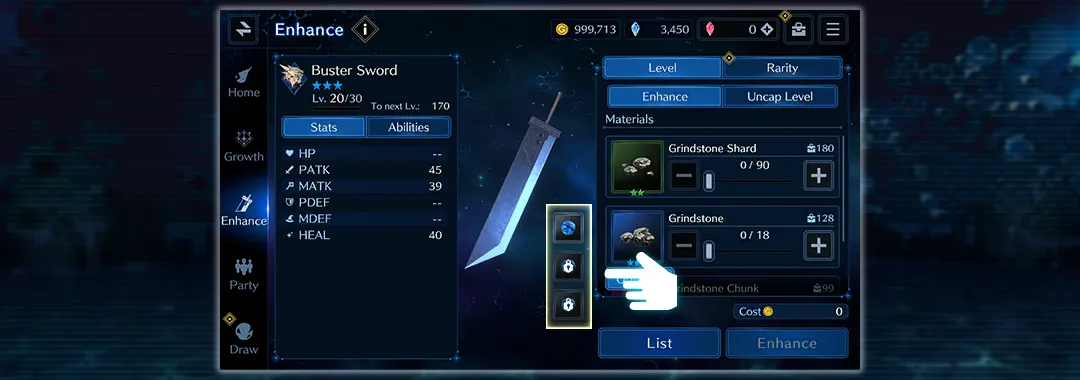 Enhance i
999,713
3,450
0
Home
Growth
Enhance
Party
Draw
Buster Sword
Lv. 20/30
To next Lv.: 170
Stats
Abilities
HP --
PATK 45
MATK 39
PDEF --
MDEF --
HEAL 40
Level
Rarity
Enhance
Uncap Level
Materials
Grindstone Shard 180
0 / 90
Grindstone 128
0 / 18
Grindstone Chunk 99
Cost 0
List
Enhance